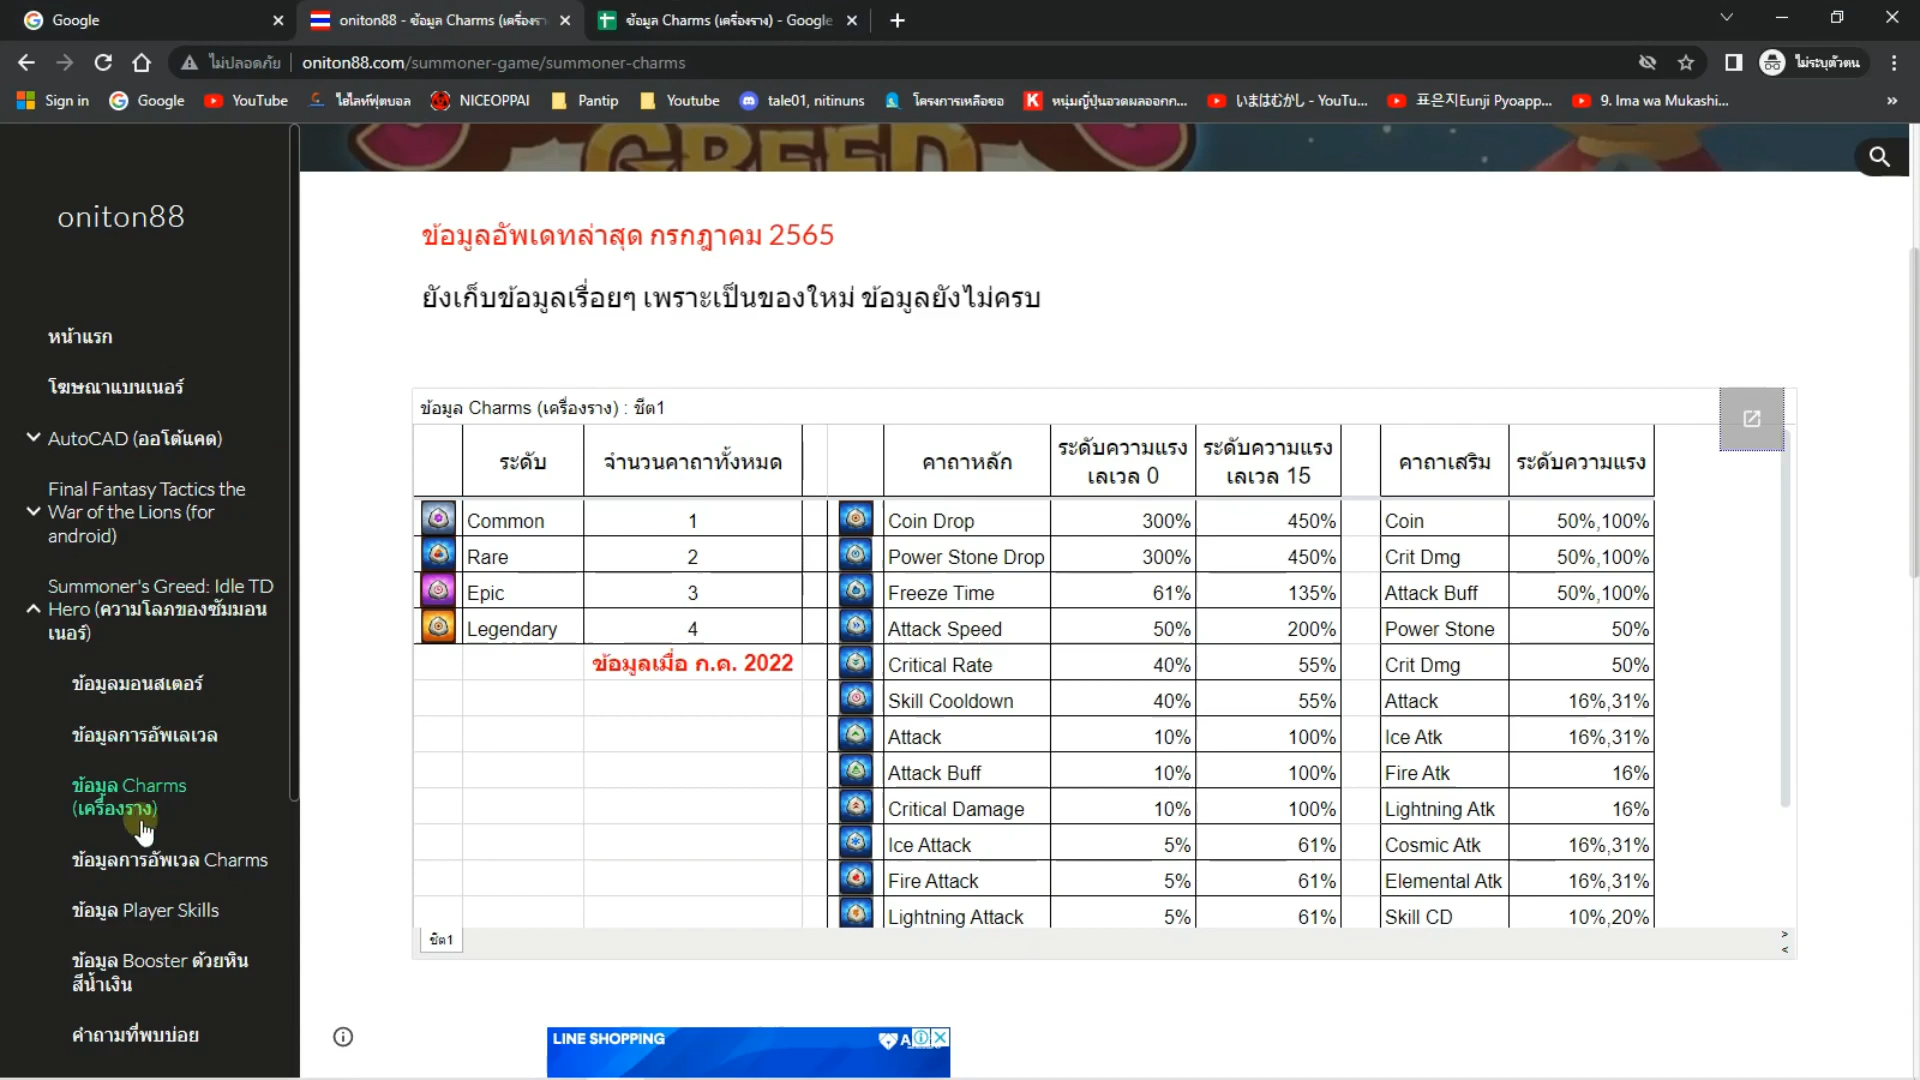 Google
oniton88 - ข้อมูล Charms (เครื่องรา
ข้อมูล Charms (เครื่องราง) - Google
ไม่ปลอดภัย
oniton88.com/summoner-game/summoner-charms
ไม่ระบุตัวตน
Sign in
Google
YouTube
ไฮไลท์ฟุตบอล
NICEOPPAI
Pantip
Youtube
tale01, nitinuns
โครงการเหลือขอ
หนุ่มญี่ปุ่นอวดผลออกก...
いまはむかし - YouTu...
표은지Eunji Pyoapp...
9. Ima wa Mukashi...
»
GREED
oniton88
หน้าแรก
โฆษณาแบนเนอร์
AutoCAD (ออโต้แคด)
Final Fantasy Tactics the
War of the Lions (for
android)
Summoner's Greed: Idle TD
Hero (ความโลภของซัมมอน
เนอร์)
ข้อมูลมอนสเตอร์
ข้อมูลการอัพเลเวล
ข้อมูล Charms
(เครื่องราง)
ข้อมูลการอัพเวล Charms
ข้อมูล Player Skills
ข้อมูล Booster ด้วยหิน
สีน้ำเงิน
คำถามที่พบบ่อย
ข้อมูลอัพเดทล่าสุด กรกฎาคม 2565
ยังเก็บข้อมูลเรื่อยๆ เพราะเป็นของใหม่ ข้อมูลยังไม่ครบ
ข้อมูล Charms (เครื่องราง) : ชีต1
ระดับ จำนวนคาถาทั้งหมด คาถาหลัก ระดับความแรง เลเวล 0 ระดับความแรง เลเวล 15 คาถาเสริม ระดับความแรง
Common 1 Coin Drop 300% 450% Coin 50%,100%
Rare 2 Power Stone Drop 300% 450% Crit Dmg 50%,100%
Epic 3 Freeze Time 61% 135% Attack Buff 50%,100%
Legendary 4 Attack Speed 50% 200% Power Stone 50%
ข้อมูลเมื่อ ก.ค. 2022 Critical Rate 40% 55% Crit Dmg 50%
Skill Cooldown 40% 55% Attack 16%,31%
Attack 10% 100% Ice Atk 16%,31%
Attack Buff 10% 100% Fire Atk 16%
Critical Damage 10% 100% Lightning Atk 16%
Ice Attack 5% 61% Cosmic Atk 16%,31%
Fire Attack 5% 61% Elemental Atk 16%,31%
Lightning Attack 5% 61% Skill CD 10%,20%
ชีต1
LINE SHOPPING
A